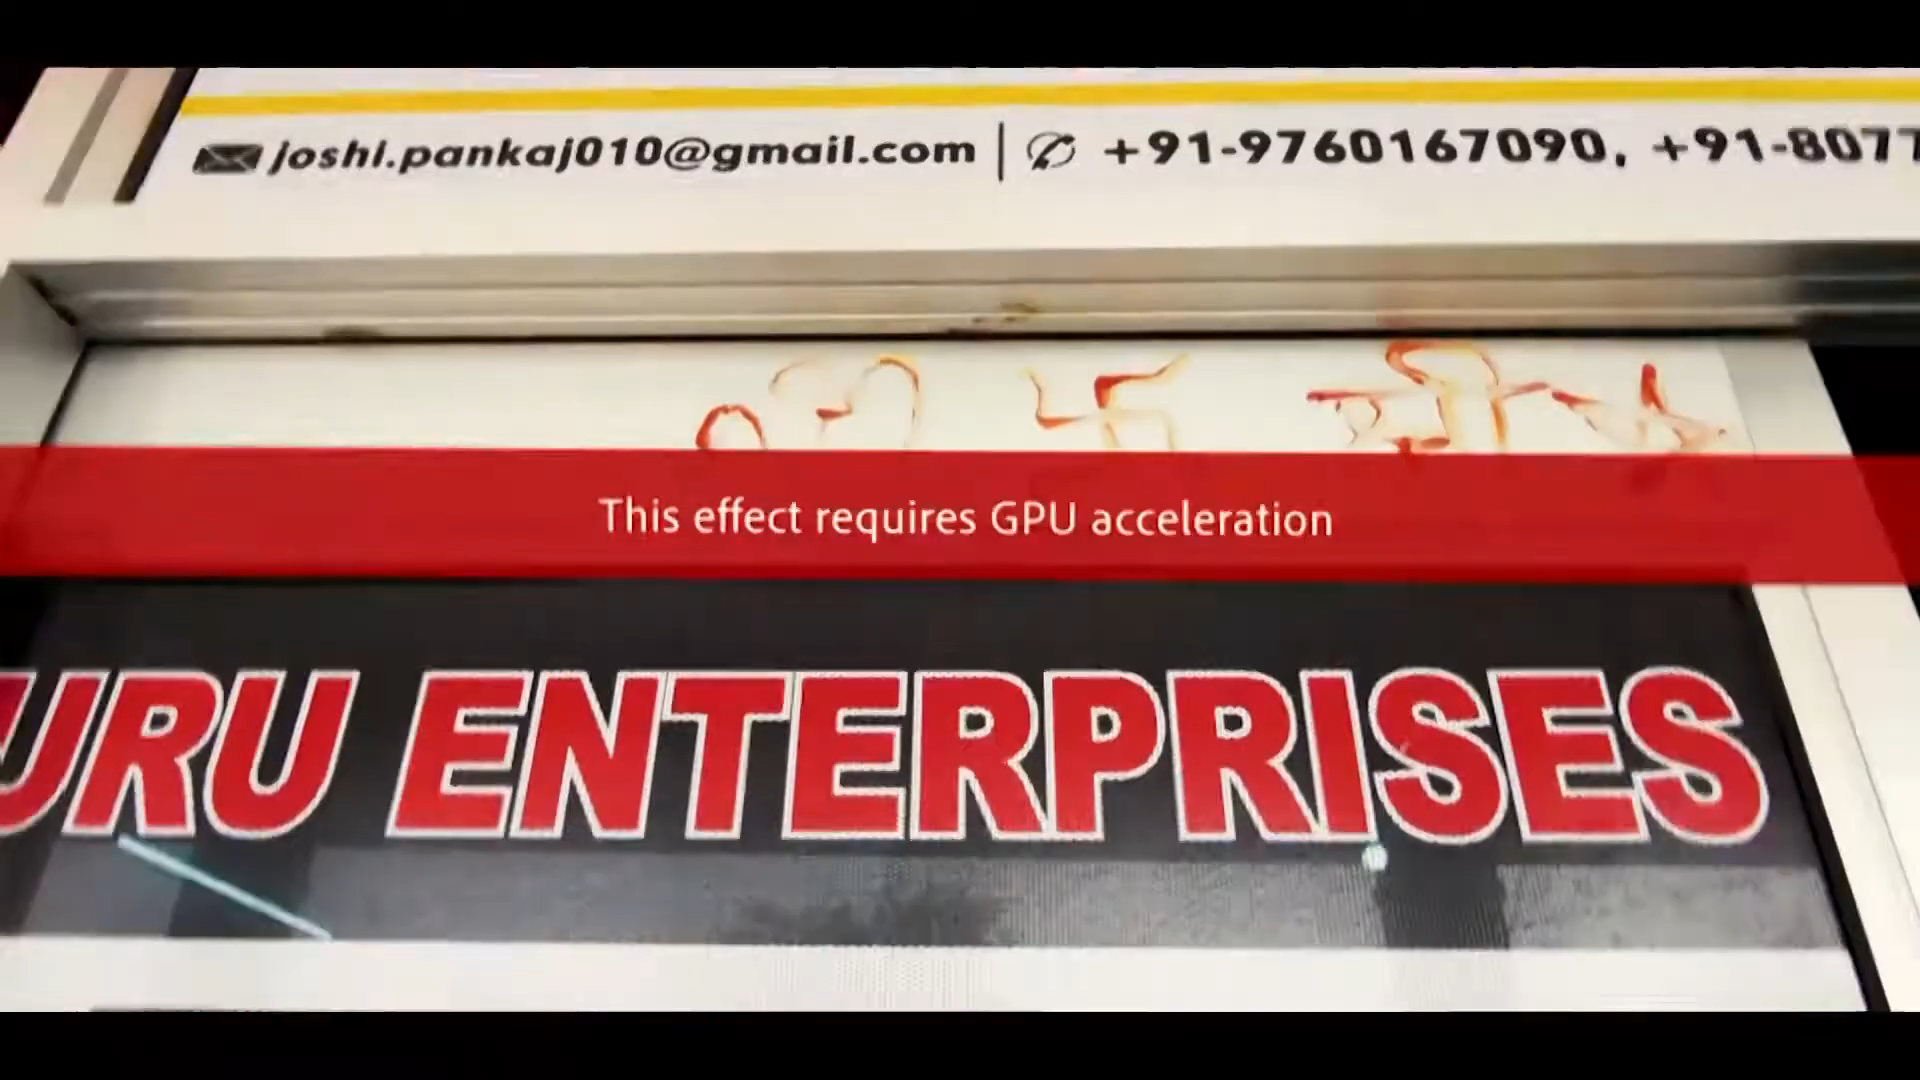 joshi.pankaj010@gmail.com | +91-9760167090, +91-8077
This effect requires GPU acceleration
URU ENTERPRISES